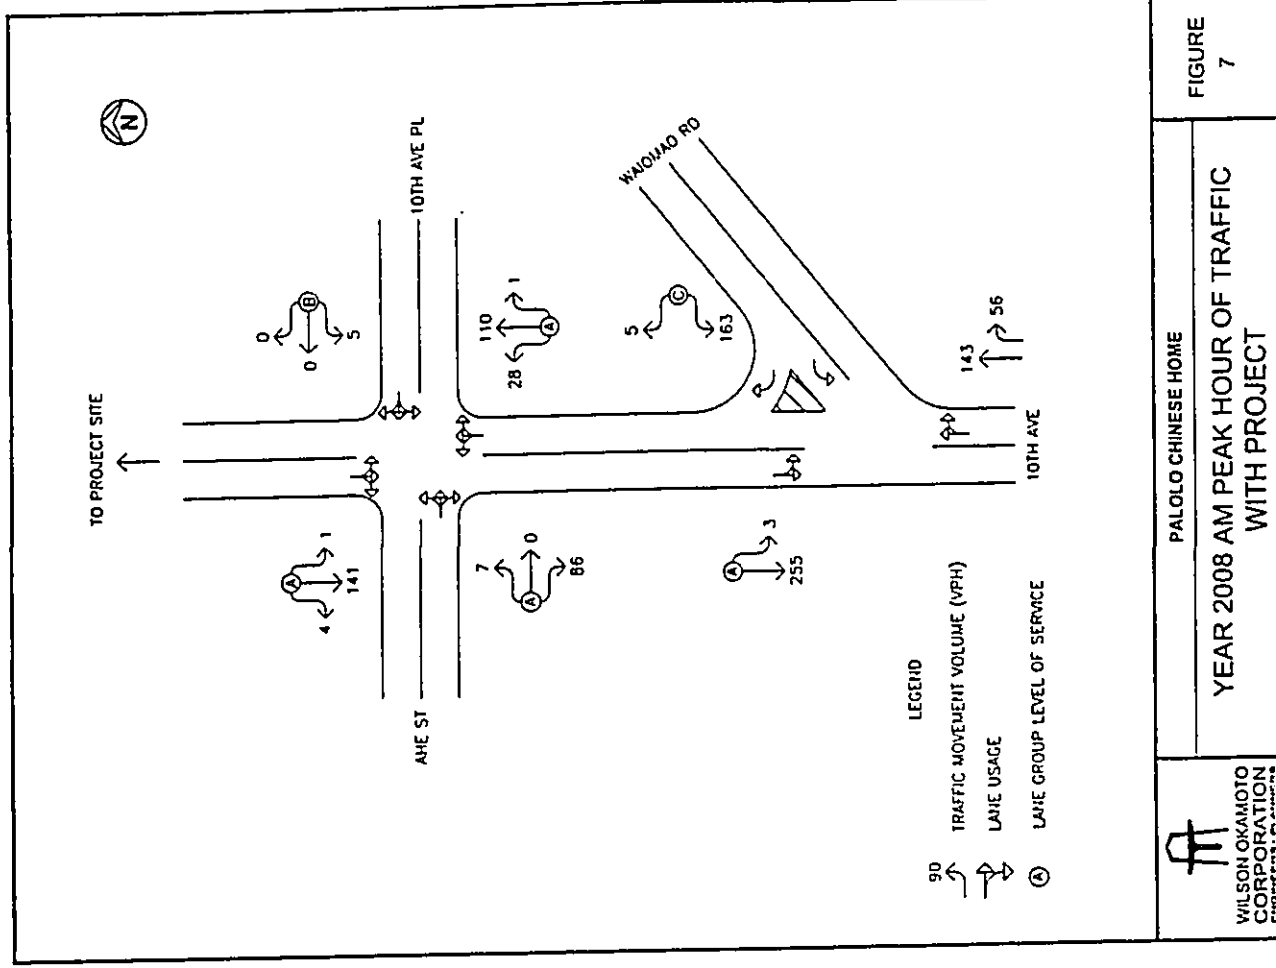 TO PROJECT SITE
N
AHE ST
10TH AVE PL
WAIOMAO RD
10TH AVE
A
4
141
1
B
0
0
5
7
A
0
86
110
28
1
A
5
C
163
A
255
3
143
56
LEGEND
90
TRAFFIC MOVEMENT VOLUME (VPH)
LANE USAGE
A
LANE GROUP LEVEL OF SERVICE
WILSON OKAMOTO
CORPORATION
PALOLO CHINESE HOME
YEAR 2008 AM PEAK HOUR OF TRAFFIC
WITH PROJECT
FIGURE
7